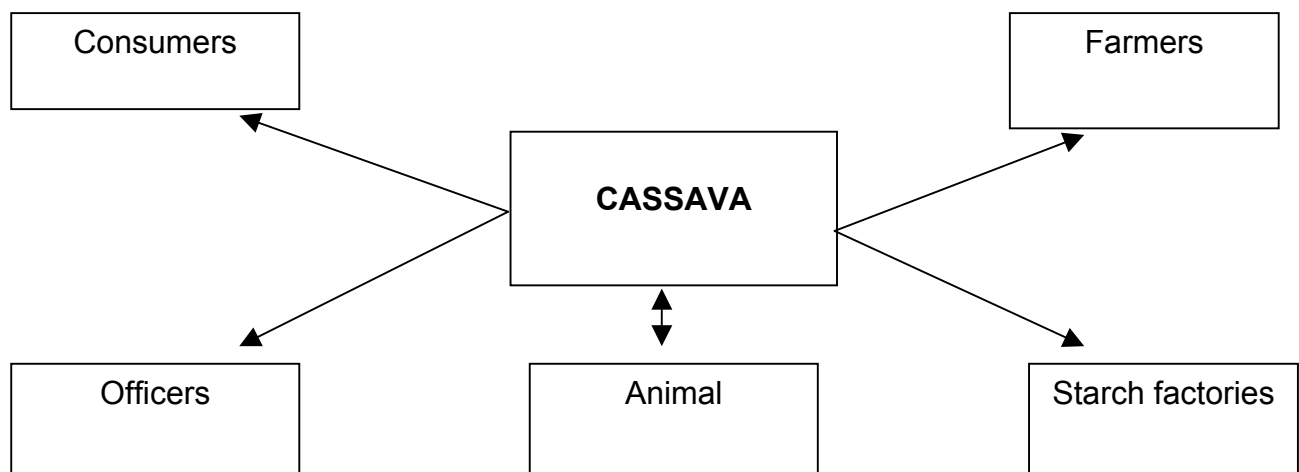 Consumers
Farmers
CASSAVA
Officers
Animal
Starch factories